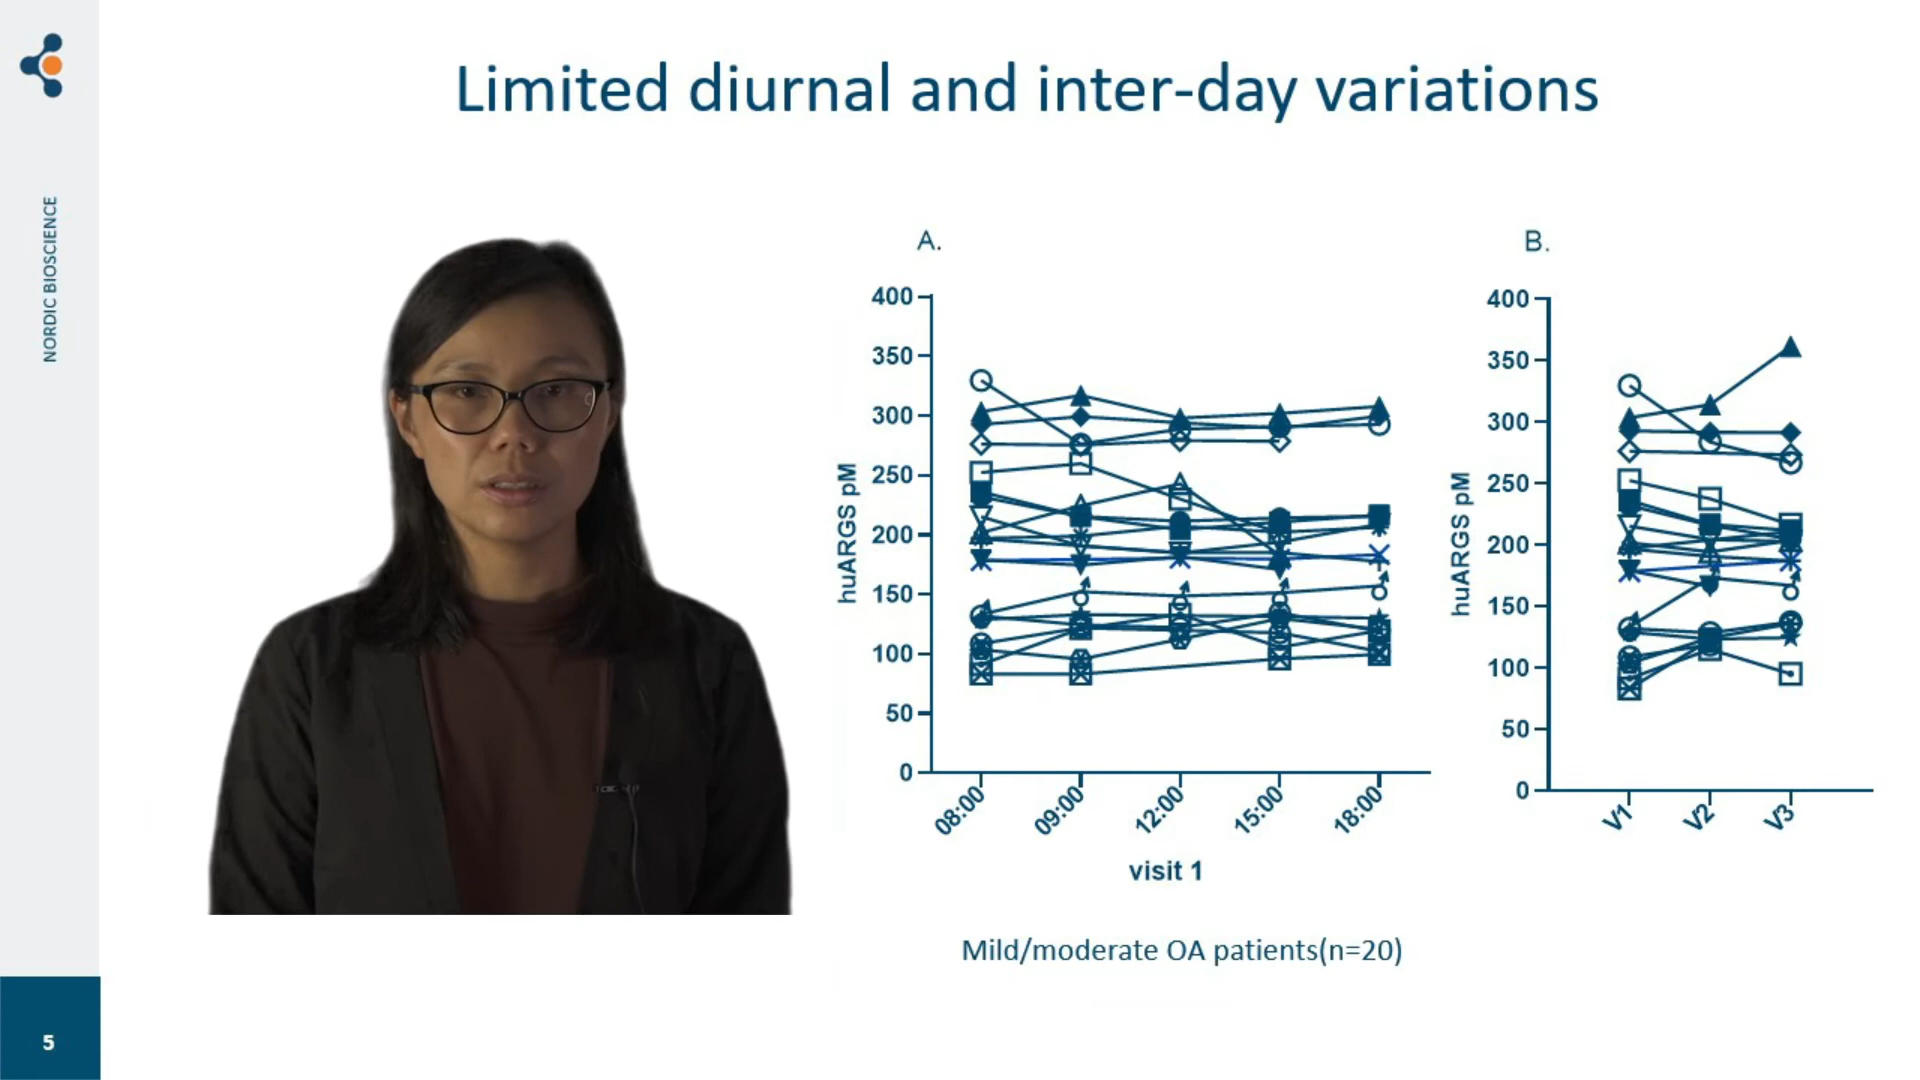 Limited diurnal and inter-day variations
NORDIC BIOSCIENCE
A.
400
350
300
250
200
150
100
50
0
huARGS pM
08:00
09:00
12:00
15:00
18:00
visit 1
B.
400
350
300
250
200
150
100
50
0
huARGS pM
V1
V2
V3
Mild/moderate OA patients(n=20)
5